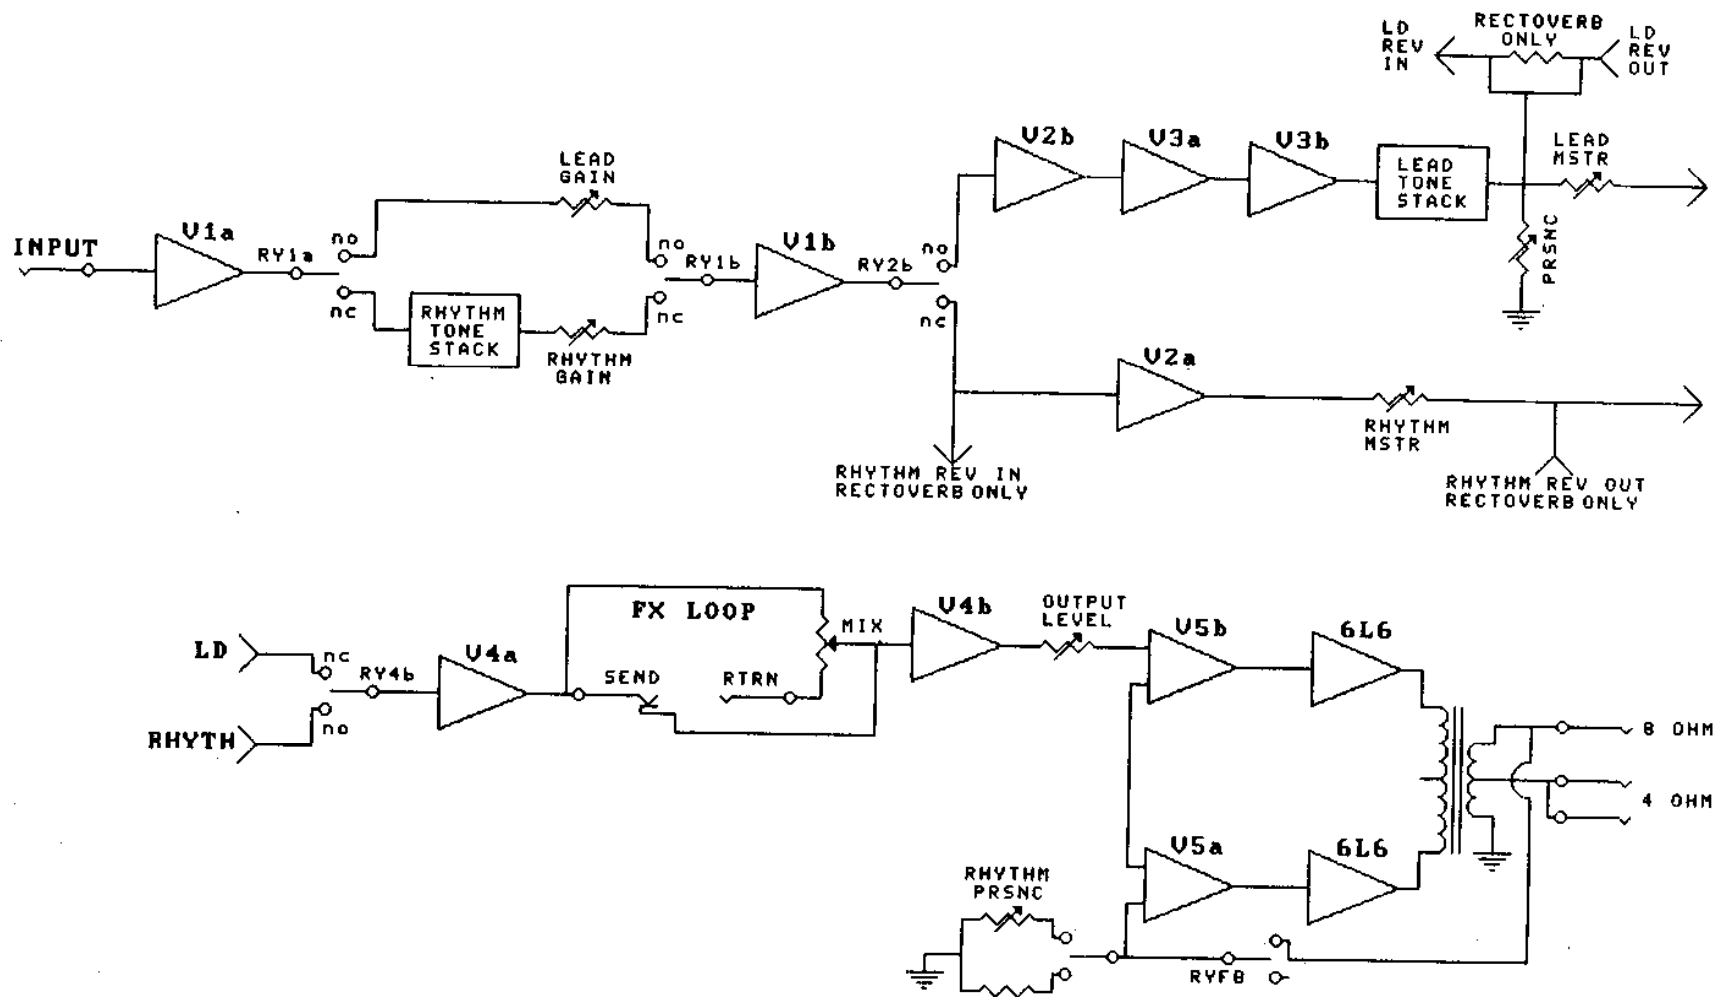 RECTOVERB
ONLY
LD
REV
IN
LD
REV
OUT
V2b
V3a
V3b
LEAD
TONE
STACK
LEAD
MSTR
PRSNC
LEAD
GAIN
INPUT
V1a
RY1a
no
nc
RHYTHM
TONE
STACK
RHYTHM
GAIN
no
nc
RY1b
V1b
RY2b
no
nc
V2a
RHYTHM
MSTR
RHYTHM REV IN
RECTOVERB ONLY
RHYTHM REV OUT
RECTOVERB ONLY
FX LOOP
MIX
V4b
OUTPUT
LEVEL
V5b
6L6
LD
nc
RY4b
V4a
SEND
RTRN
RHYTH
no
8 OHM
4 OHM
V5a
6L6
RHYTHM
PRSNC
RYFB